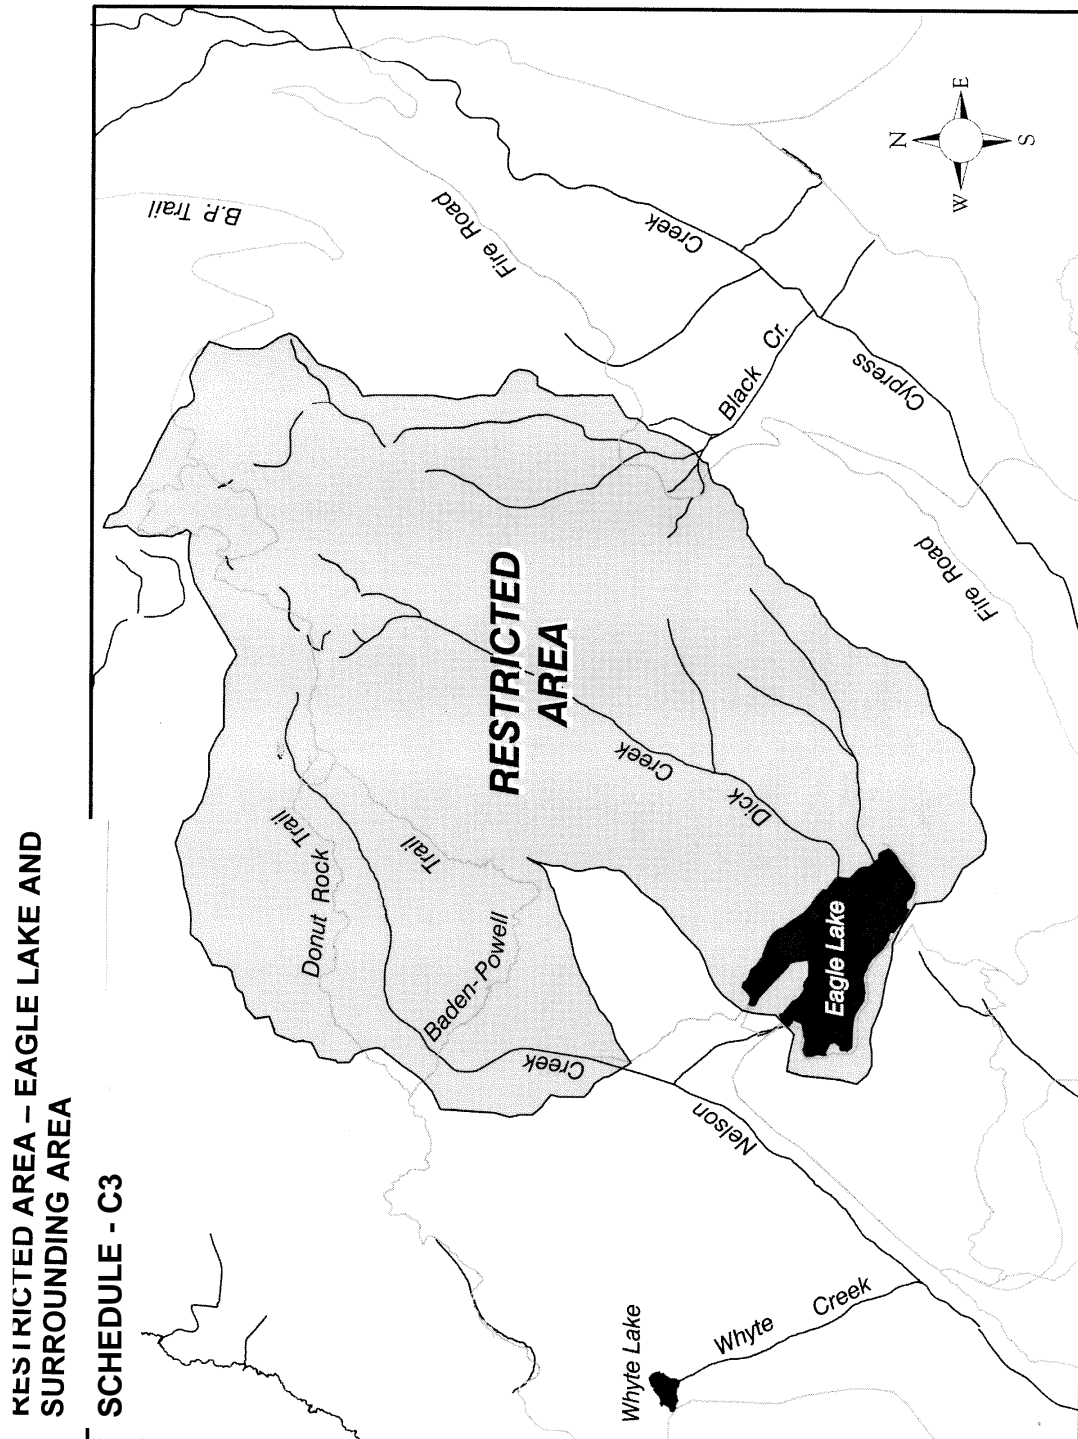 RESTRICTED AREA – EAGLE LAKE AND
SURROUNDING AREA
SCHEDULE - C3
B.P. Trail
Fire Road
Creek
N
E
S
W
Black Cr.
Cypress
Fire Road
RESTRICTED
AREA
Creek
Dick
Trail
Donut Rock
Trail
Baden-Powell
Creek
Nelson
Eagle Lake
Whyte Lake
Whyte Creek